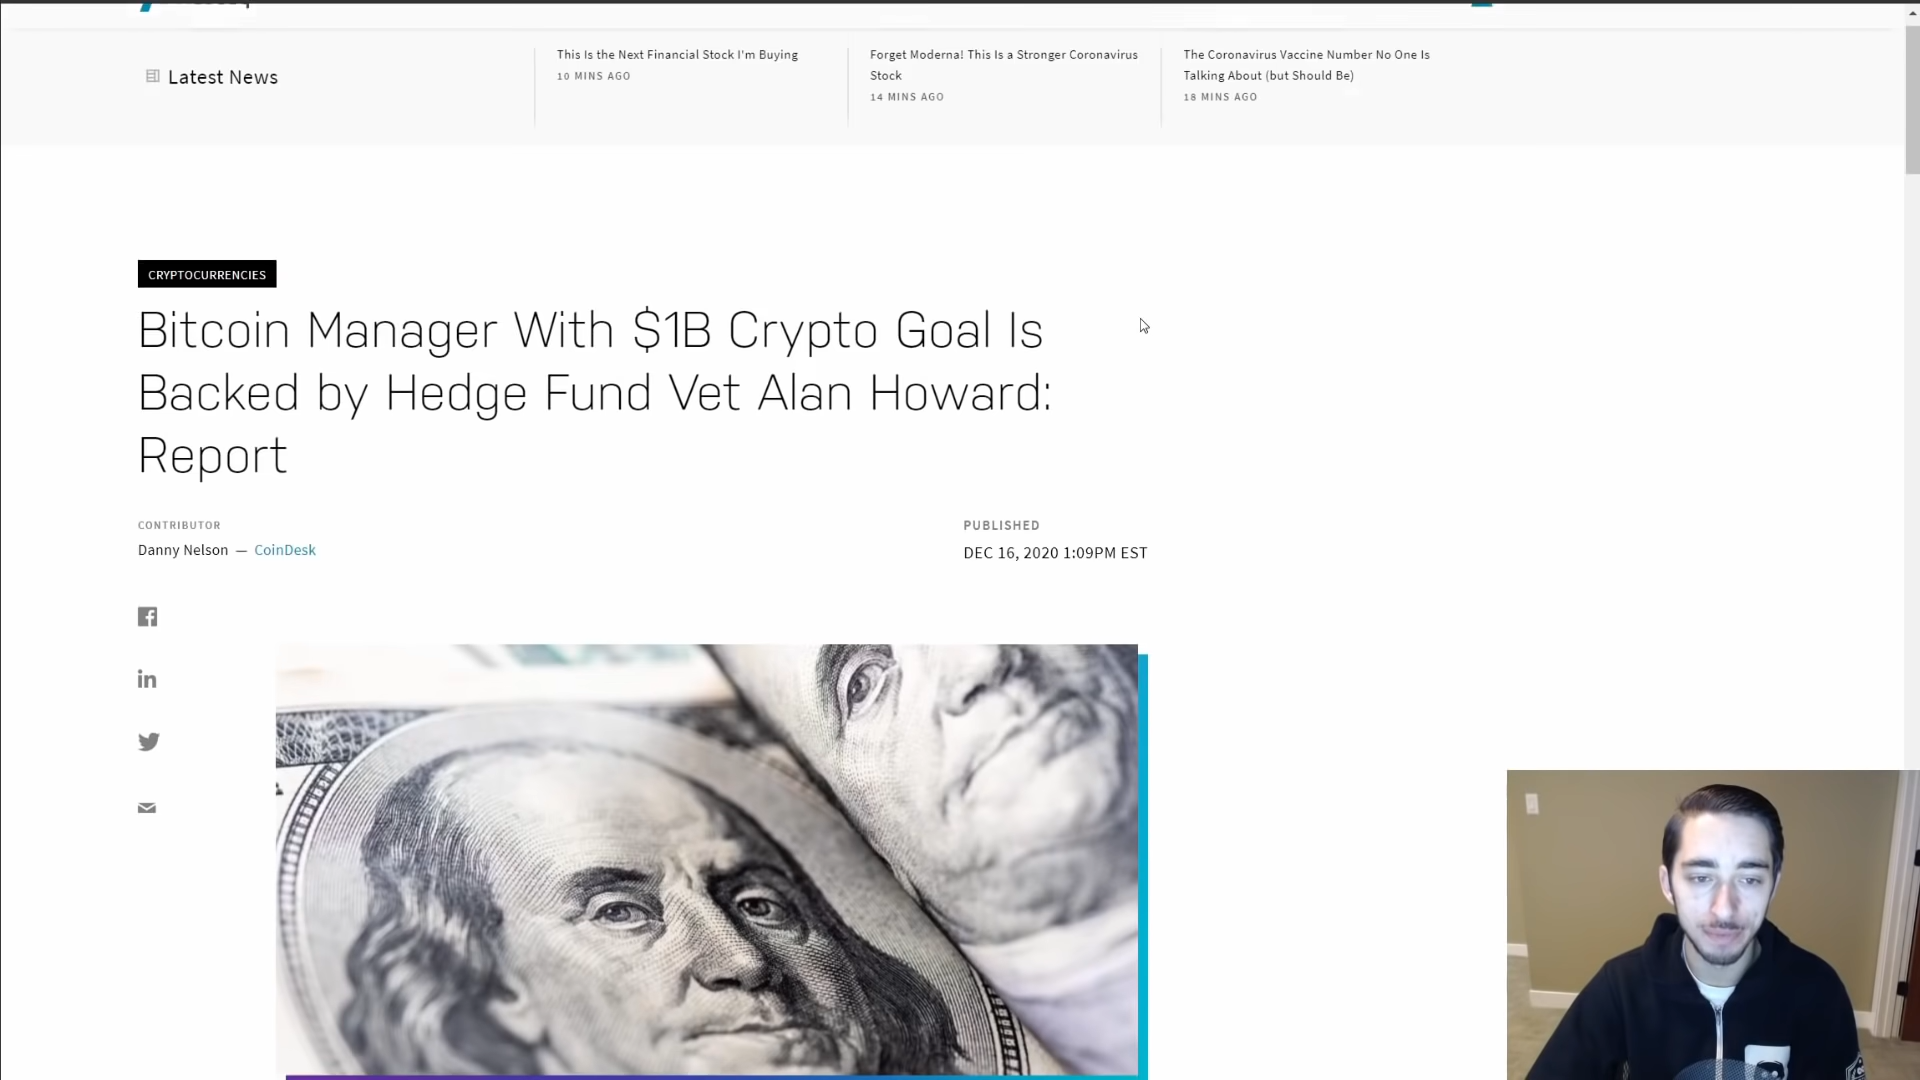 Latest News
This Is the Next Financial Stock I'm Buying
10 MINS AGO
Forget Moderna! This Is a Stronger Coronavirus
Stock
14 MINS AGO
The Coronavirus Vaccine Number No One Is
Talking About (but Should Be)
18 MINS AGO
CRYPTOCURRENCIES
Bitcoin Manager With $1B Crypto Goal Is
Backed by Hedge Fund Vet Alan Howard:
Report
CONTRIBUTOR
Danny Nelson — CoinDesk
PUBLISHED
DEC 16, 2020 1:09PM EST